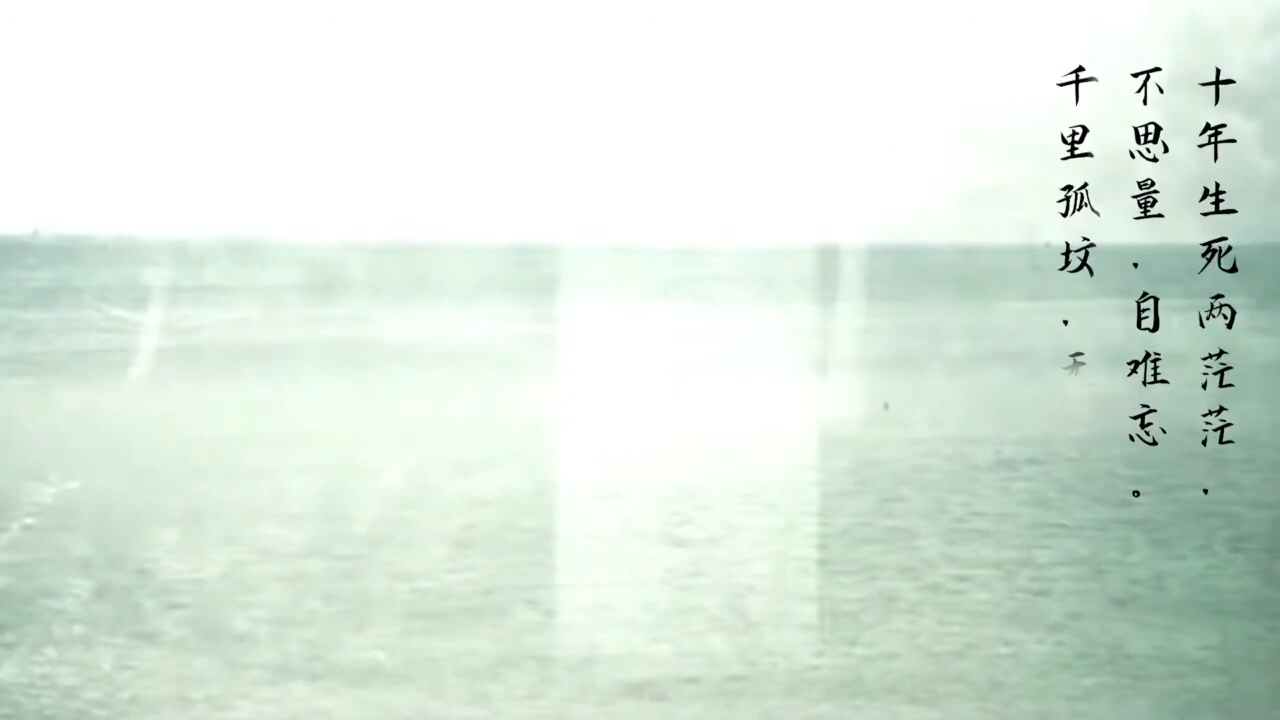 十年生死两茫茫，
不思量，自难忘。
千里孤坟，